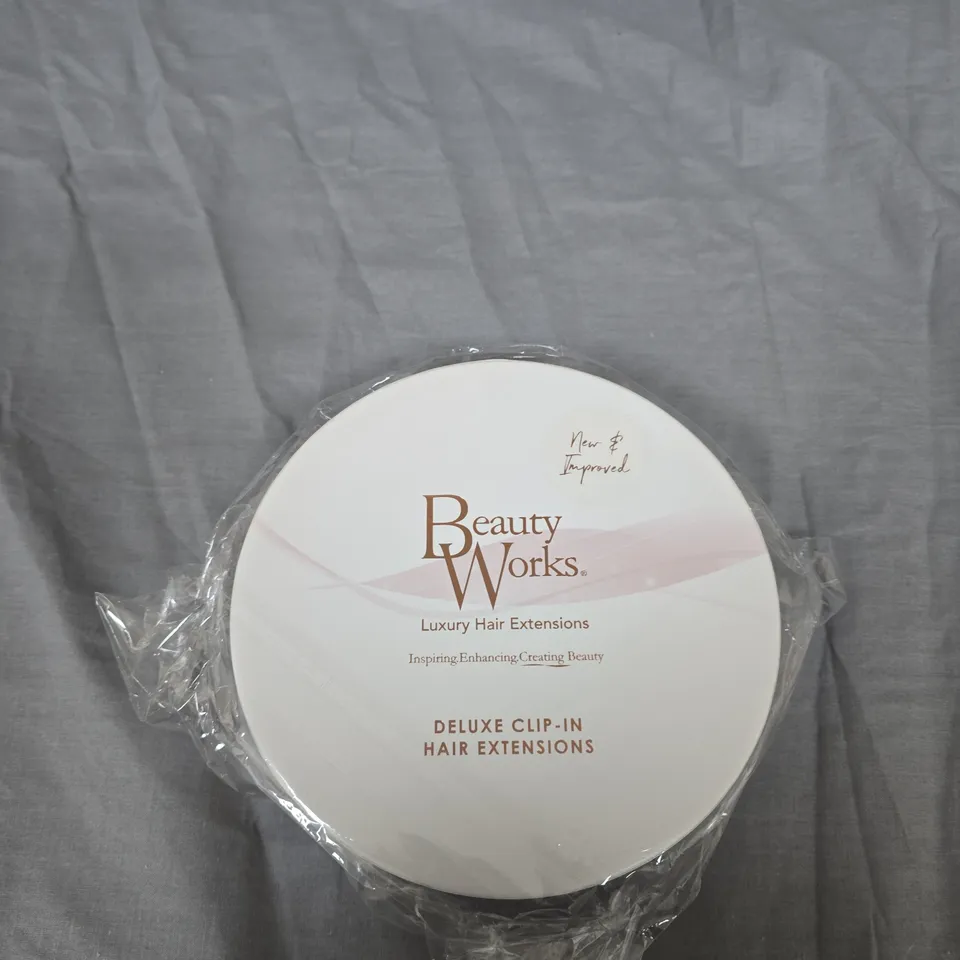 New &
Improved
Beauty
Works®
Luxury Hair Extensions
Inspiring.Enhancing.Creating Beauty
DELUXE CLIP-IN
HAIR EXTENSIONS